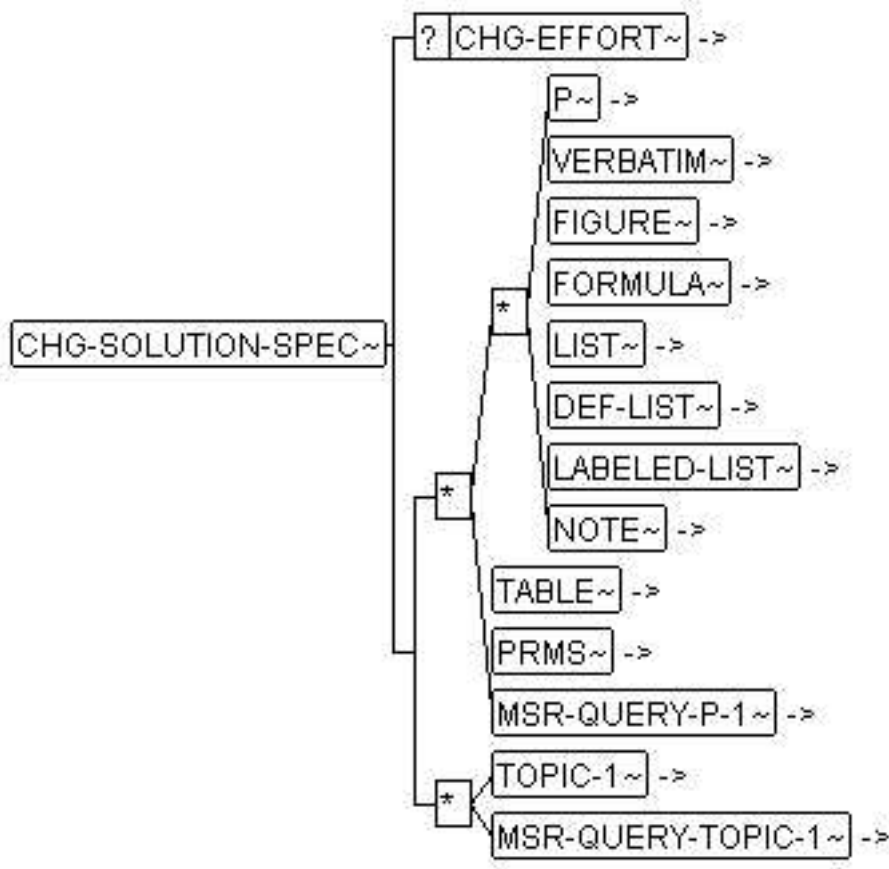 ? CHG-EFFORT~ ->
P~ ->
VERBATIM~ ->
FIGURE~ ->
FORMULA~ ->
*
CHG-SOLUTION-SPEC~
LIST~ ->
DEF-LIST~ ->
LABELED-LIST~ ->
*
NOTE~ ->
TABLE~ ->
PRMS~ ->
MSR-QUERY-P-1~ ->
TOPIC-1~ ->
*
MSR-QUERY-TOPIC-1~ ->